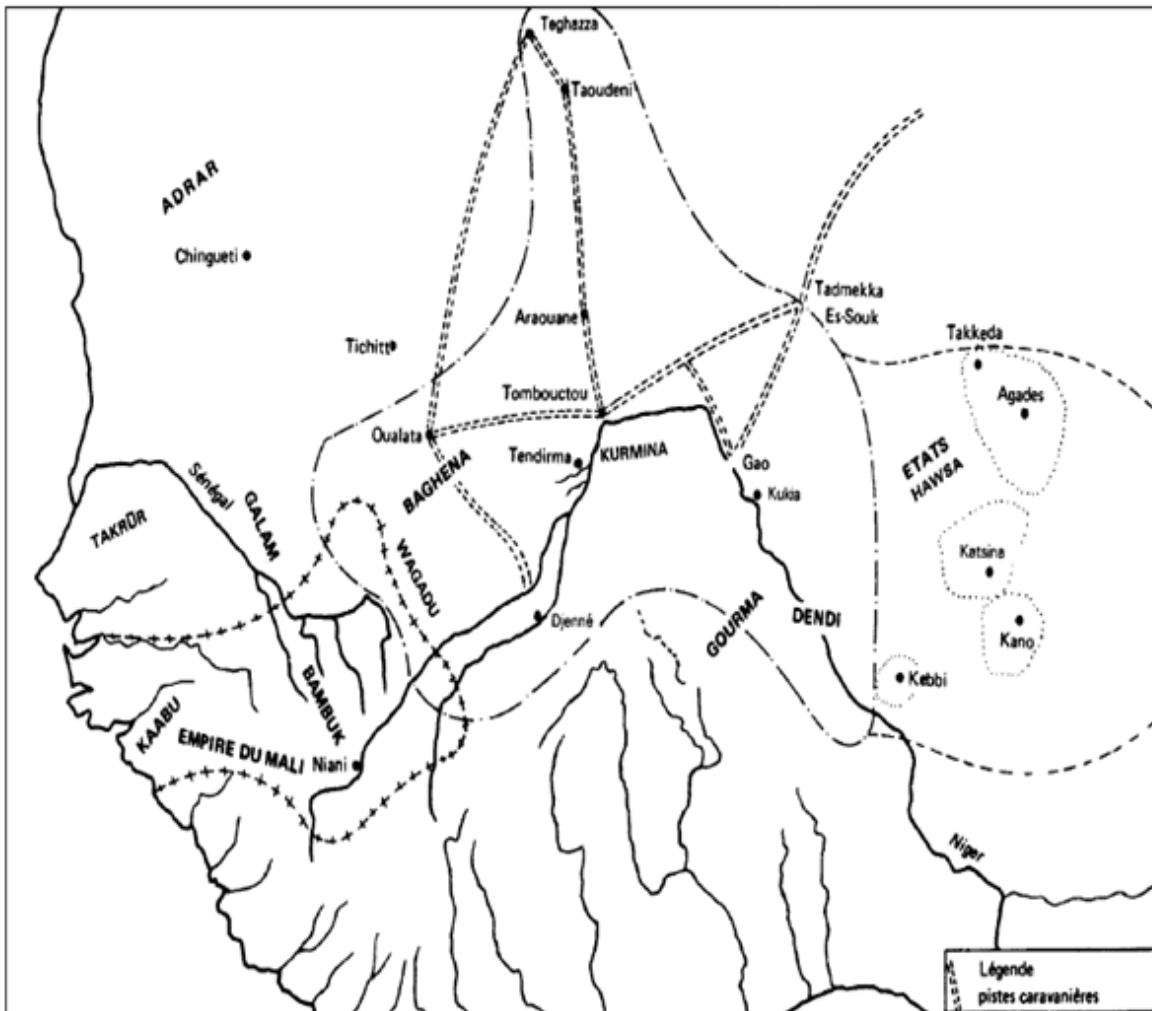 Teghazza
Taoudeni
ADRAR
Chingueti
Tadmekka
Es-Souk
Araouane
Tichitt
Takkeda
Tombouctou
Agades
Oualata
Tendirma
KURMINA
Gao
ETATS
HAWSA
BAGHENA
Kukia
Sénégal
GALAM
TAKRŪR
WAGADU
Katsina
Djenné
GOURMA
DENDI
Kano
Kebbi
BAMBUK
KAABU
EMPIRE DU MALI
Niani
Niger
Légende
pistes caravanières